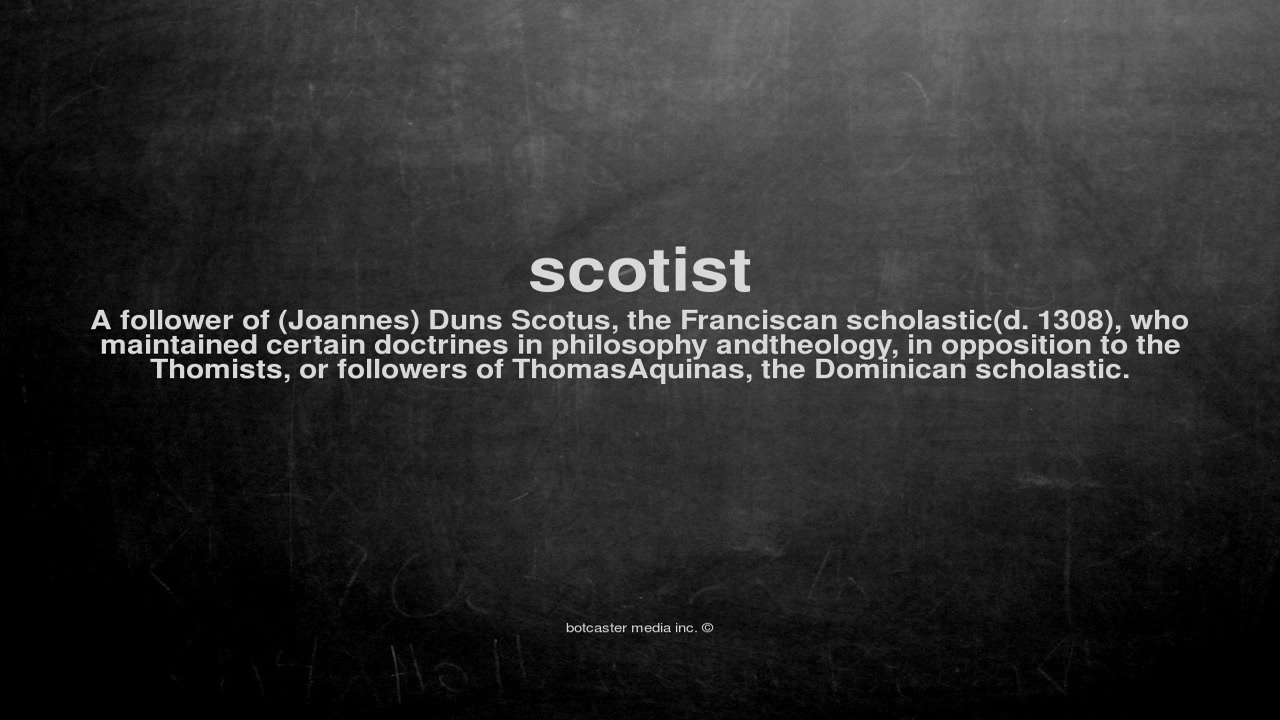 scotist
A follower of (Joannes) Duns Scotus, the Franciscan scholastic(d. 1308), who
maintained certain doctrines in philosophy andtheology, in opposition to the
Thomists, or followers of ThomasAquinas, the Dominican scholastic.
botcaster media inc. ©